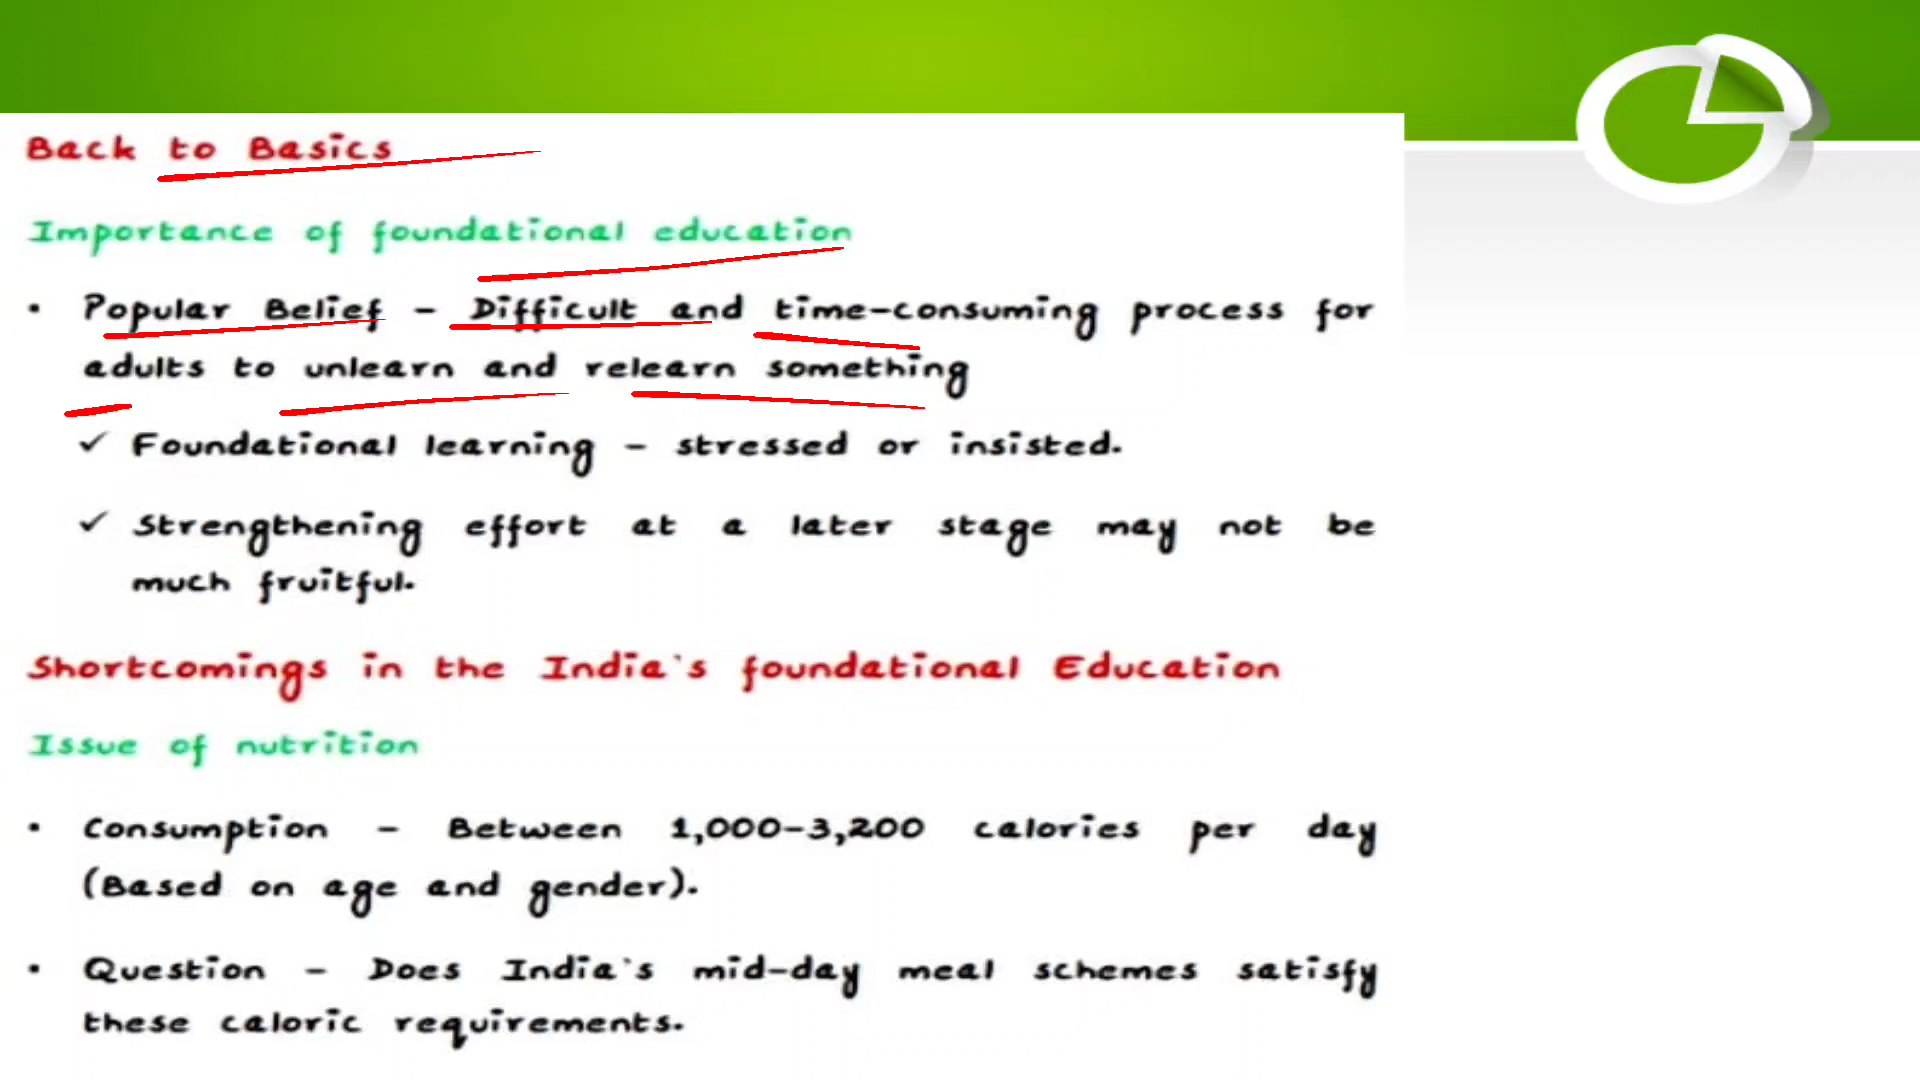 Back to Basics
Importance of foundational education
• Popular Belief – Difficult and time-consuming process for
adults to unlearn and relearn something
✓ Foundational learning – stressed or insisted.
✓ Strengthening effort at a later stage may not be
much fruitful.
Shortcomings in the India's foundational Education
Issue of nutrition
• Consumption – Between 1,000-3,200 calories per day
(Based on age and gender).
• Question – Does India's mid-day meal schemes satisfy
these caloric requirements.